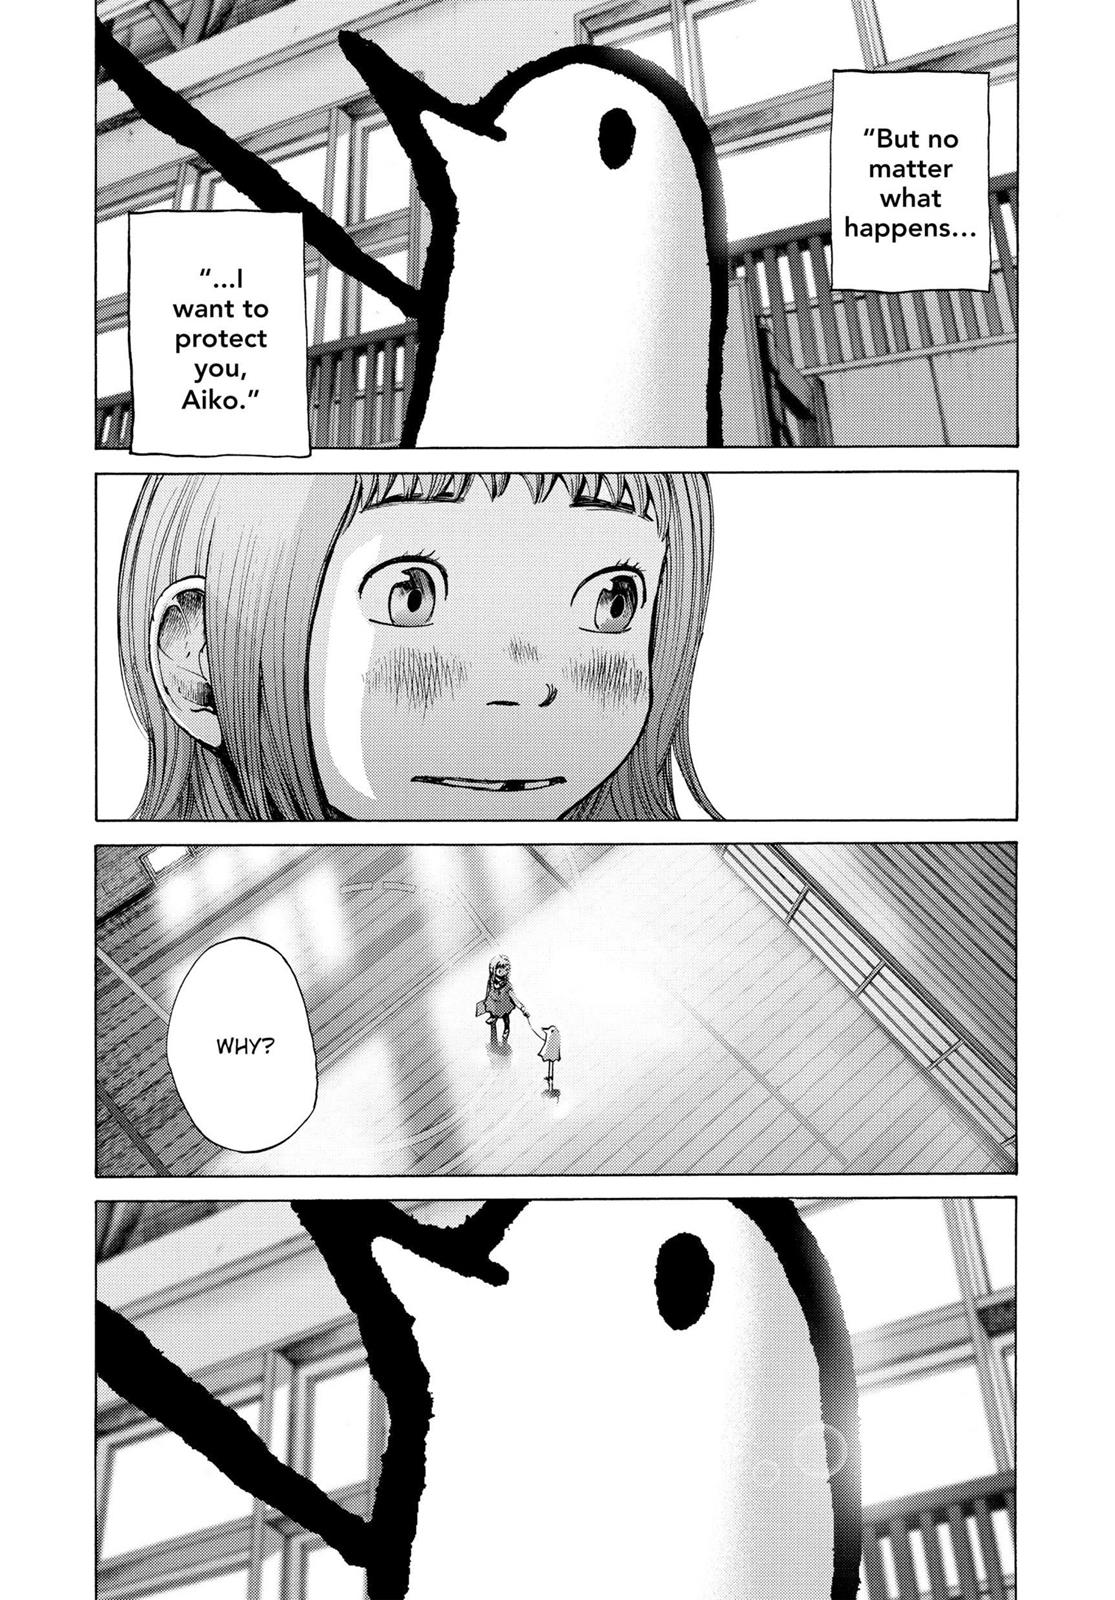 “But no
matter
what
happens…
“…I
want to
protect
you,
Aiko.”
WHY?